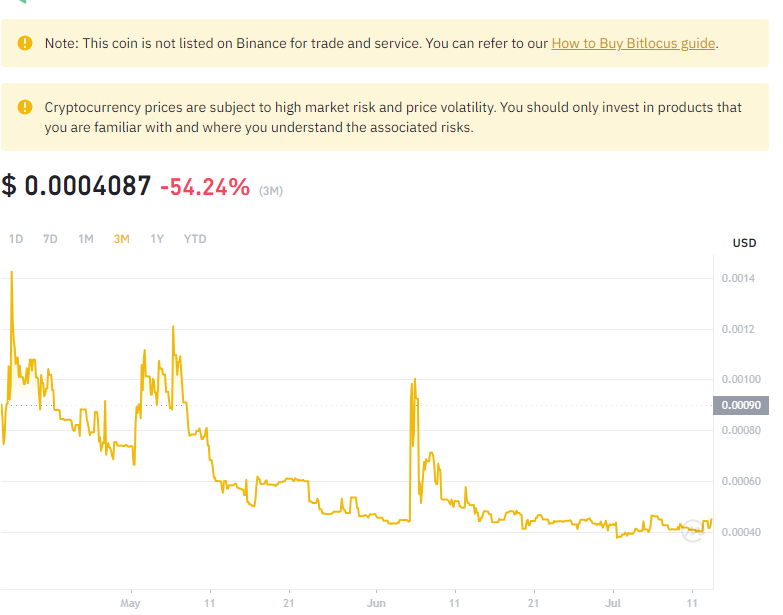 Note: This coin is not listed on Binance for trade and service. You can refer to our How to Buy Bitlocus guide.
Cryptocurrency prices are subject to high market risk and price volatility. You should only invest in products that
you are familiar with and where you understand the associated risks.
$ 0.0004087 -54.24% (3M)
1D 7D 1M 3M 1Y YTD
USD
0.0014
0.0012
0.00100
0.00090
0.00080
0.00060
0.00040
May 11 21 Jun 11 21 Jul 11